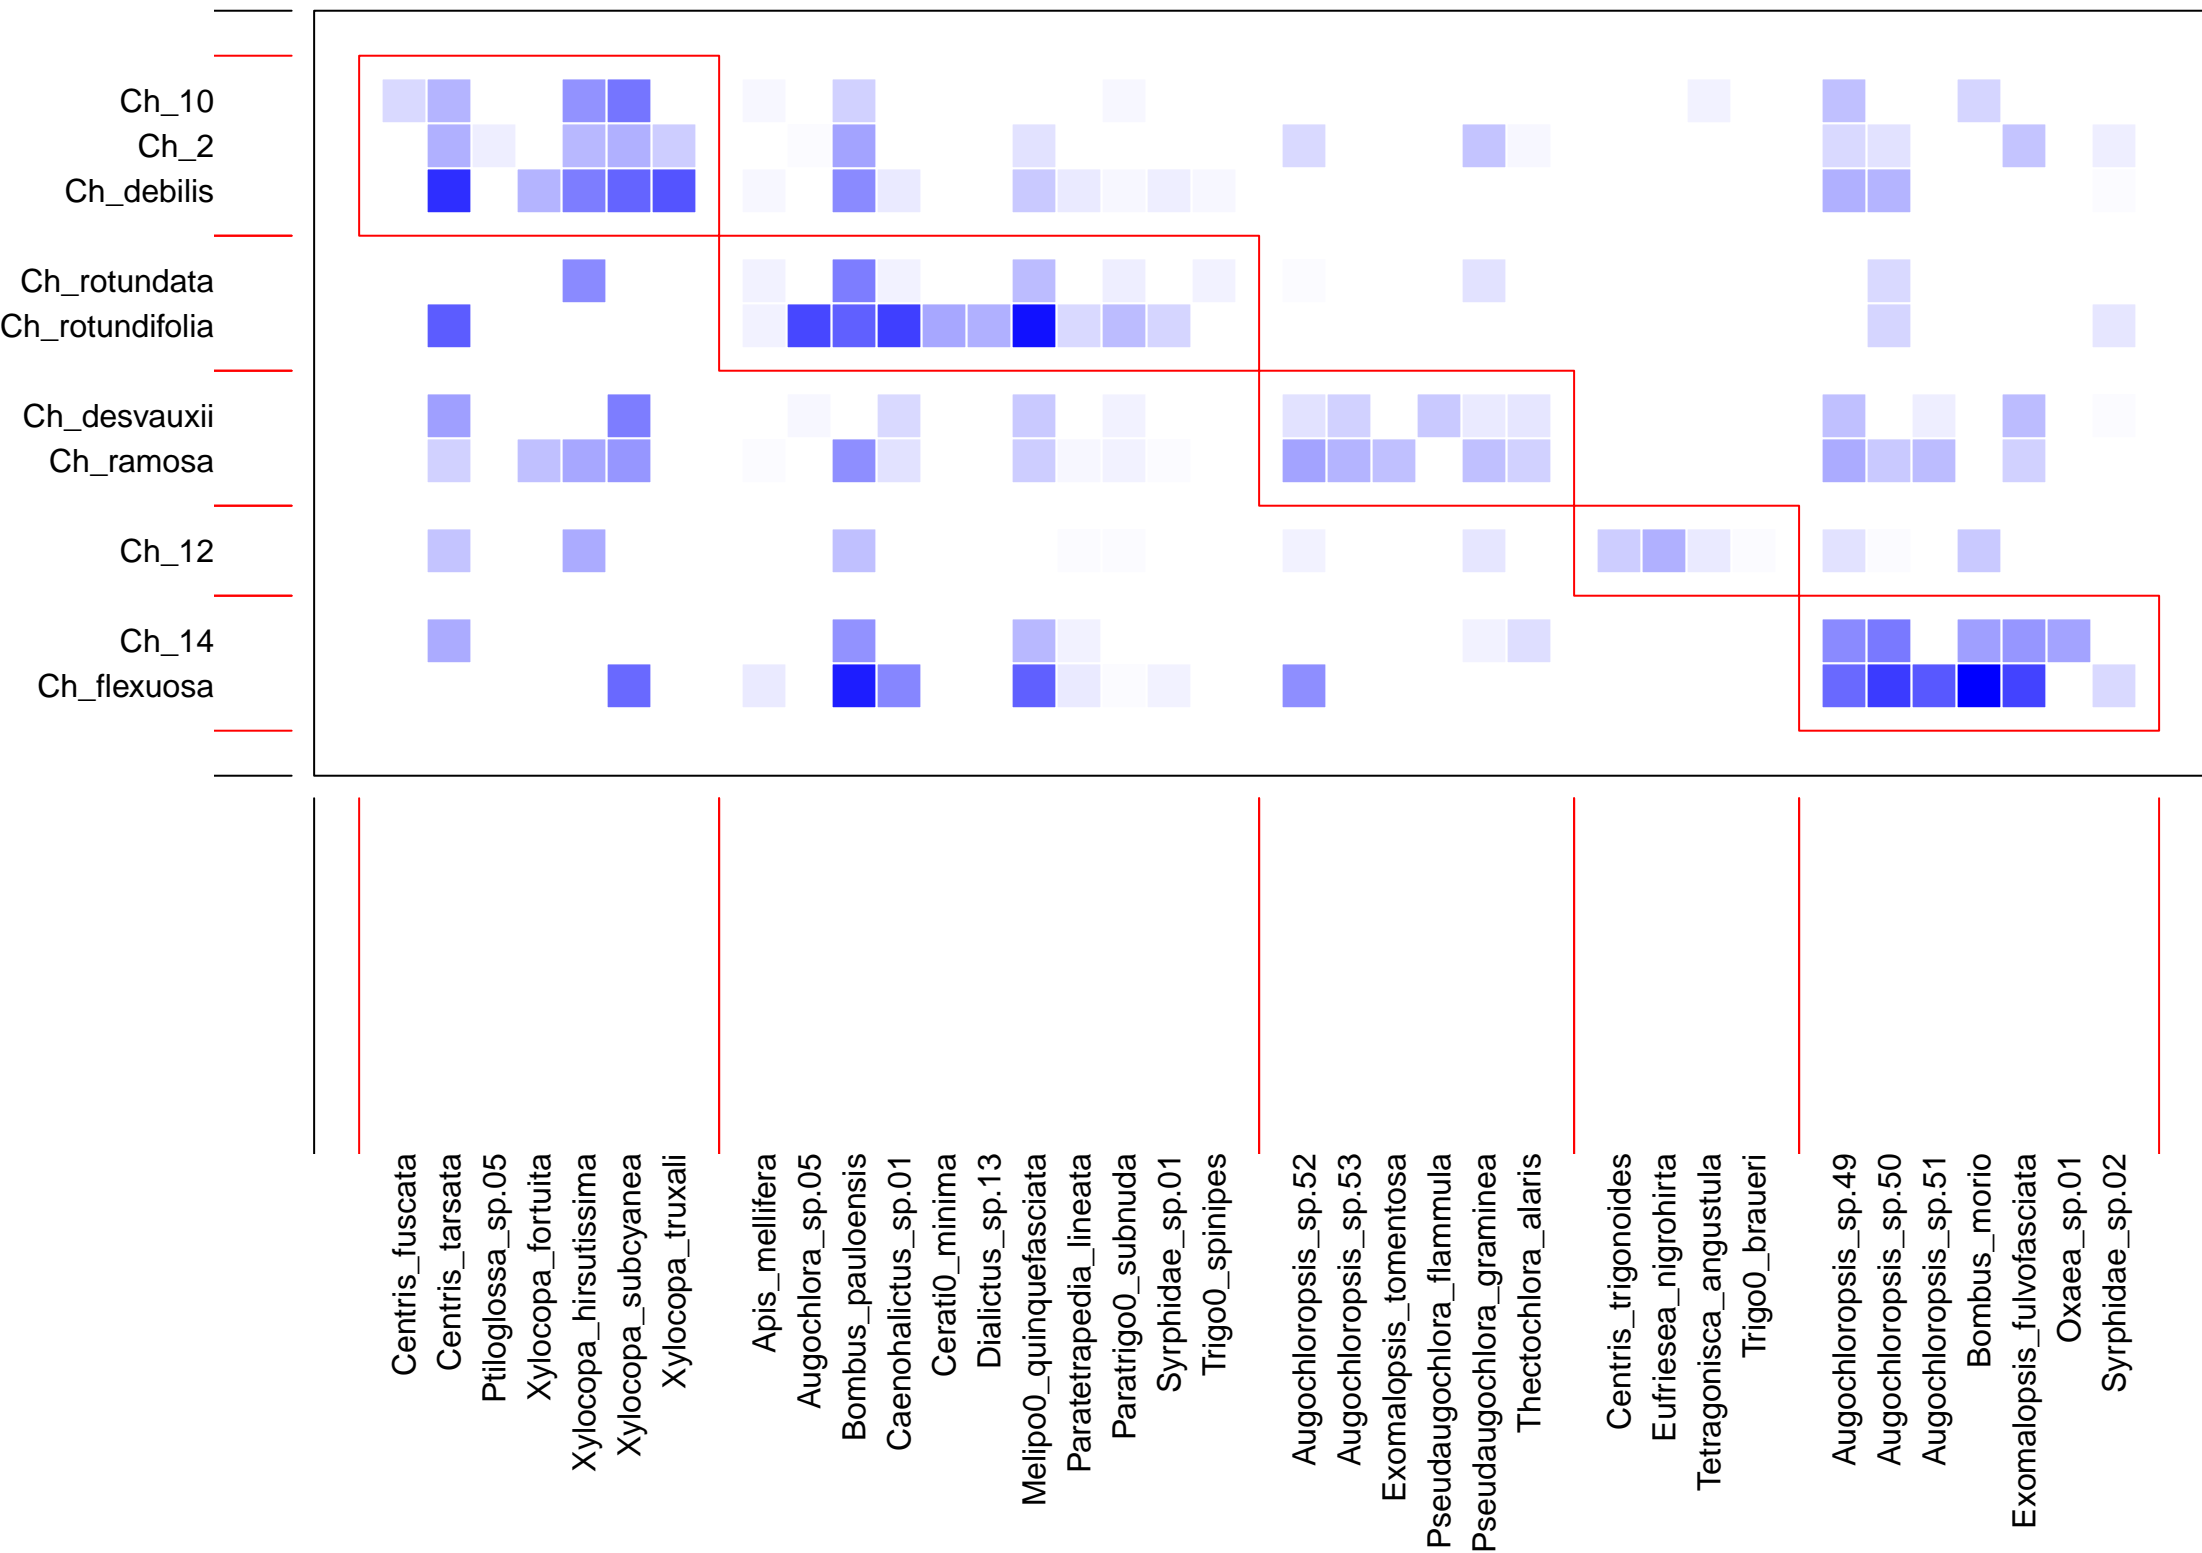 Ch_10
Ch_2
Ch_debilis
Ch_rotundata
Ch_rotundifolia
Ch_desvauxii
Ch_ramosa
Ch_12
Ch_14
Ch_flexuosa
Centris_fuscata
Centris_tarsata
Ptiloglossa_sp.05
Xylocopa_fortuita
Xylocopa_hirsutissima
Xylocopa_subcyanea
Xylocopa_truxali
Apis_mellifera
Augochlora_sp.05
Bombus_pauloensis
Caenohalictus_sp.01
Cerati0_minima
Dialictus_sp.13
Melipo0_quinquefasciata
Paratetrapedia_lineata
Paratrigo0_subnuda
Syrphidae_sp.01
Trigo0_spinipes
Augochloropsis_sp.52
Augochloropsis_sp.53
Exomalopsis_tomentosa
Pseudaugochlora_flammula
Pseudaugochlora_graminea
Thectochlora_alaris
Centris_trigonoides
Eufriesea_nigrohirta
Tetragonisca_angustula
Trigo0_braueri
Augochloropsis_sp.49
Augochloropsis_sp.50
Augochloropsis_sp.51
Bombus_morio
Exomalopsis_fulvofasciata
Oxaea_sp.01
Syrphidae_sp.02